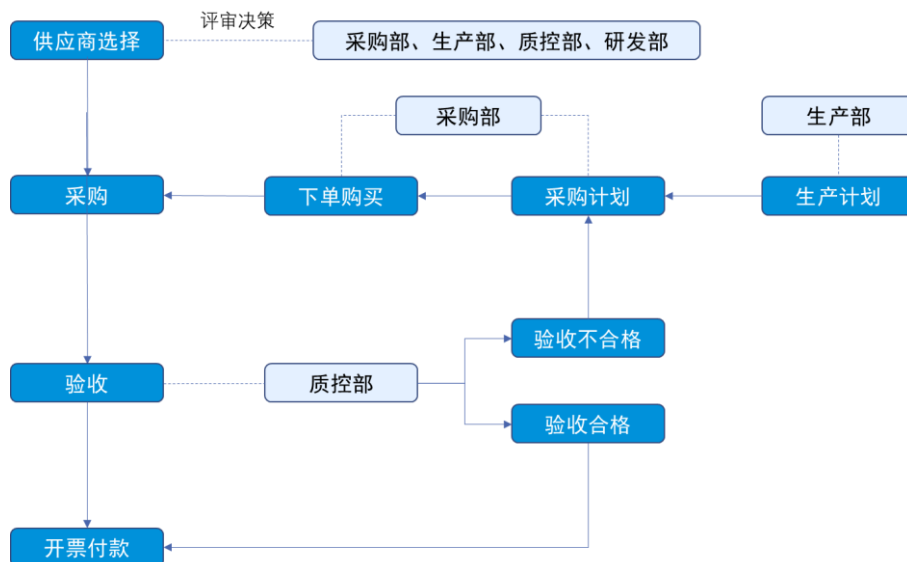 评审决策
供应商选择
采购部、生产部、质控部、研发部
采购部
生产部
采购
下单购买
采购计划
生产计划
验收不合格
验收
质控部
验收合格
开票付款